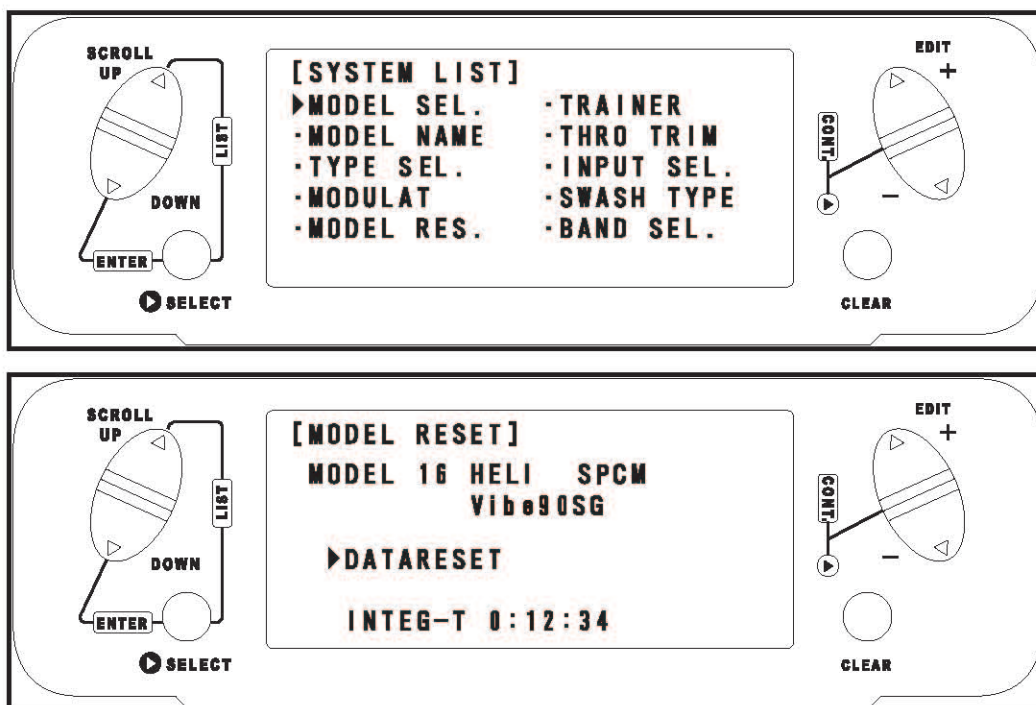 SCROLL
UP
LIST
DOWN
ENTER
SELECT
[SYSTEM LIST]
▶MODEL SEL. ·TRAINER
·MODEL NAME ·THRO TRIM
·TYPE SEL. ·INPUT SEL.
·MODULAT ·SWASH TYPE
·MODEL RES. ·BAND SEL.
EDIT
+
CONT.
−
CLEAR
SCROLL
UP
LIST
DOWN
ENTER
SELECT
[MODEL RESET]
MODEL 16 HELI SPCM
Vibe90SG
▶DATARESET
INTEG-T 0:12:34
EDIT
+
CONT.
−
CLEAR